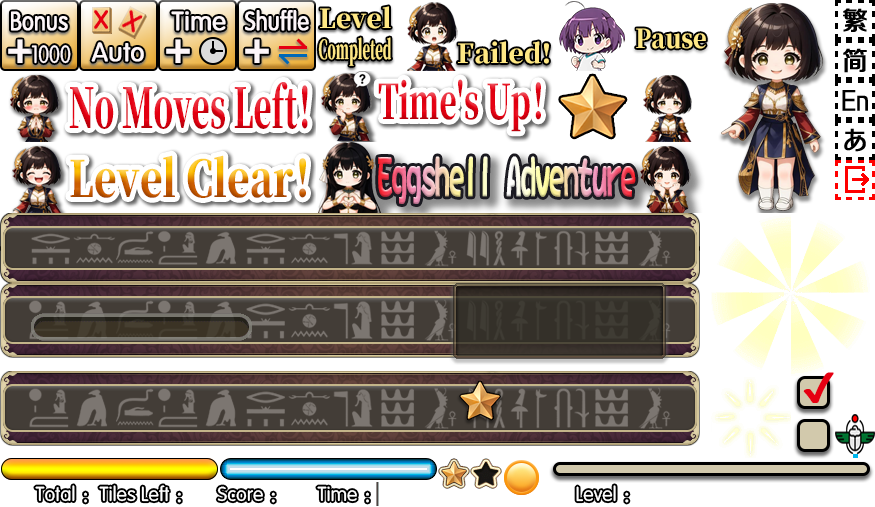 Bonus +1000
Auto
Time +
Shuffle +
Level Completed
Failed!
Pause
繁
简
En
あ
No Moves Left!
?
Time's Up!
Level Clear!
Eggshell Adventure
Total : Tiles Left : Score : Time : Level :